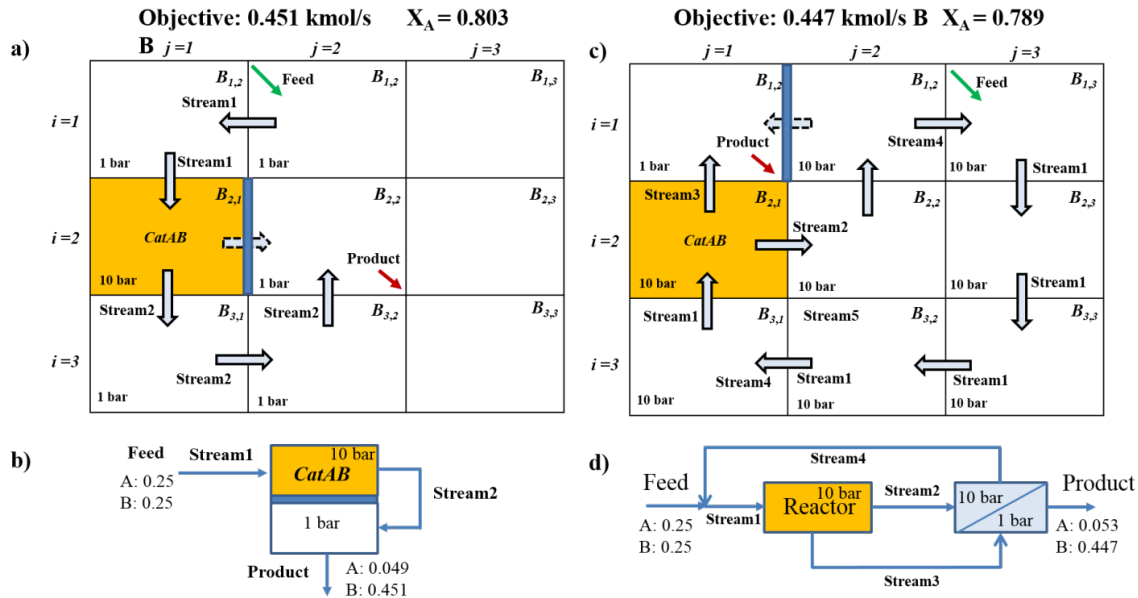 Objective: 0.451 kmol/s X_A = 0.803
B
a)
j =1 j =2 j =3
B_1,2 Feed B_1,2 B_1,3
Stream1
i =1
1 bar Stream1 1 bar
B_2,1 B_2,2 B_2,3
i =2
CatAB
Product
10 bar 1 bar
Stream2 B_3,1 Stream2 B_3,2 B_3,3
i =3
Stream2
1 bar 1 bar
b)
Feed Stream1
A: 0.25
B: 0.25
10 bar
CatAB
Stream2
1 bar
Product
A: 0.049
B: 0.451
Objective: 0.447 kmol/s B X_A = 0.789
c)
j =1 j =2 j =3
B_1,2 B_1,2 Feed B_1,3
i =1
Product Stream4
1 bar 10 bar 10 bar Stream1
Stream3 B_2,1 B_2,2 B_2,3
i =2
CatAB Stream2
10 bar 10 bar 10 bar Stream1
Stream1 B_3,1 Stream5 B_3,2 B_3,3
i =3
Stream4 Stream1 Stream1
10 bar 10 bar 10 bar
d)
Stream4
Feed
A: 0.25
B: 0.25
Stream1
10 bar
Reactor
Stream2
10 bar
1 bar
Product
A: 0.053
B: 0.447
Stream3